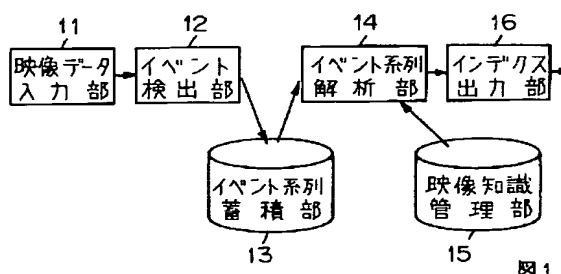 11
映像データ
入力部
12
イベント
検出部
14
イベント系列
解析部
16
インデクス
出力部
イベント系列
蓄積部
13
映像知識
管理部
15
図1